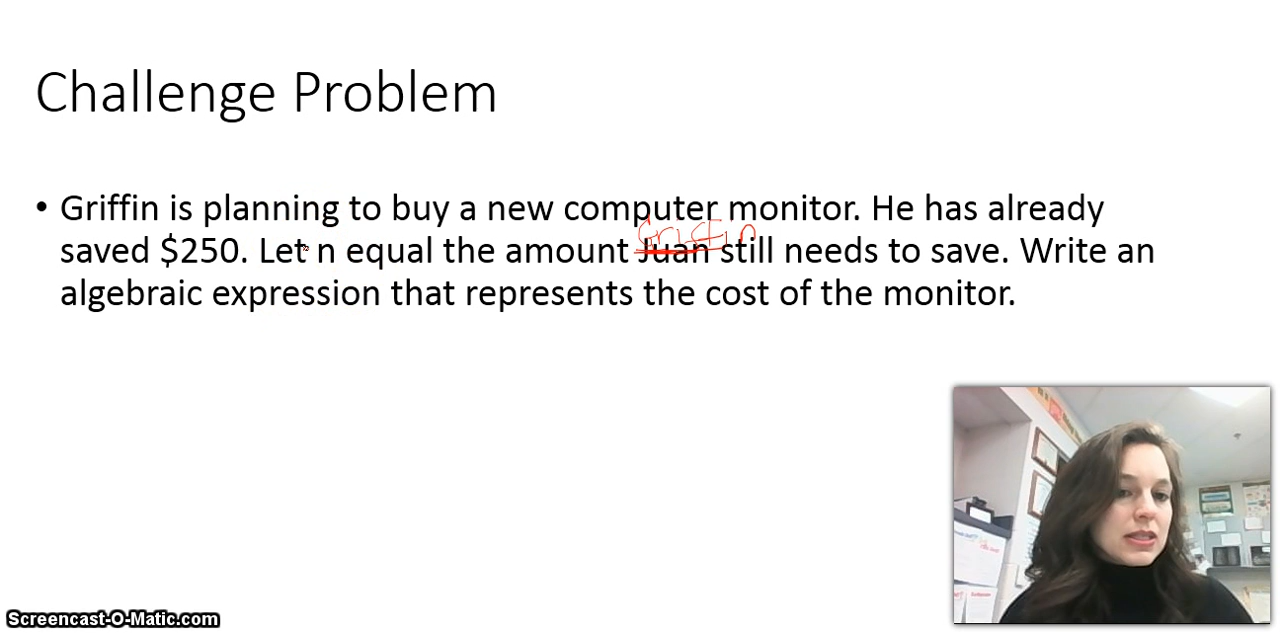 Challenge Problem
• Griffin is planning to buy a new computer monitor. He has already
Griffin
saved $250. Let n equal the amount Juan still needs to save. Write an
algebraic expression that represents the cost of the monitor.
Screencast-O-Matic.com